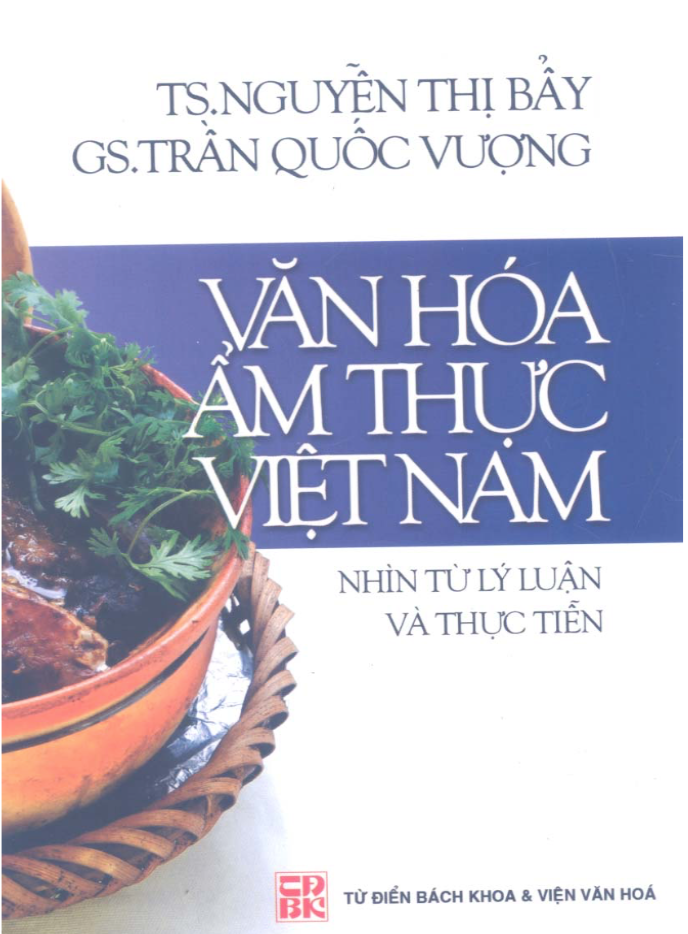 TS.NGUYỄN THỊ BẨY
GS.TRẦN QUỐC VƯỢNG
VĂN HÓA
ẨM THỰC
VIỆT NAM
NHÌN TỪ LÝ LUẬN
VÀ THỰC TIỄN
TĐ
BK
TỪ ĐIỂN BÁCH KHOA & VIỆN VĂN HOÁ